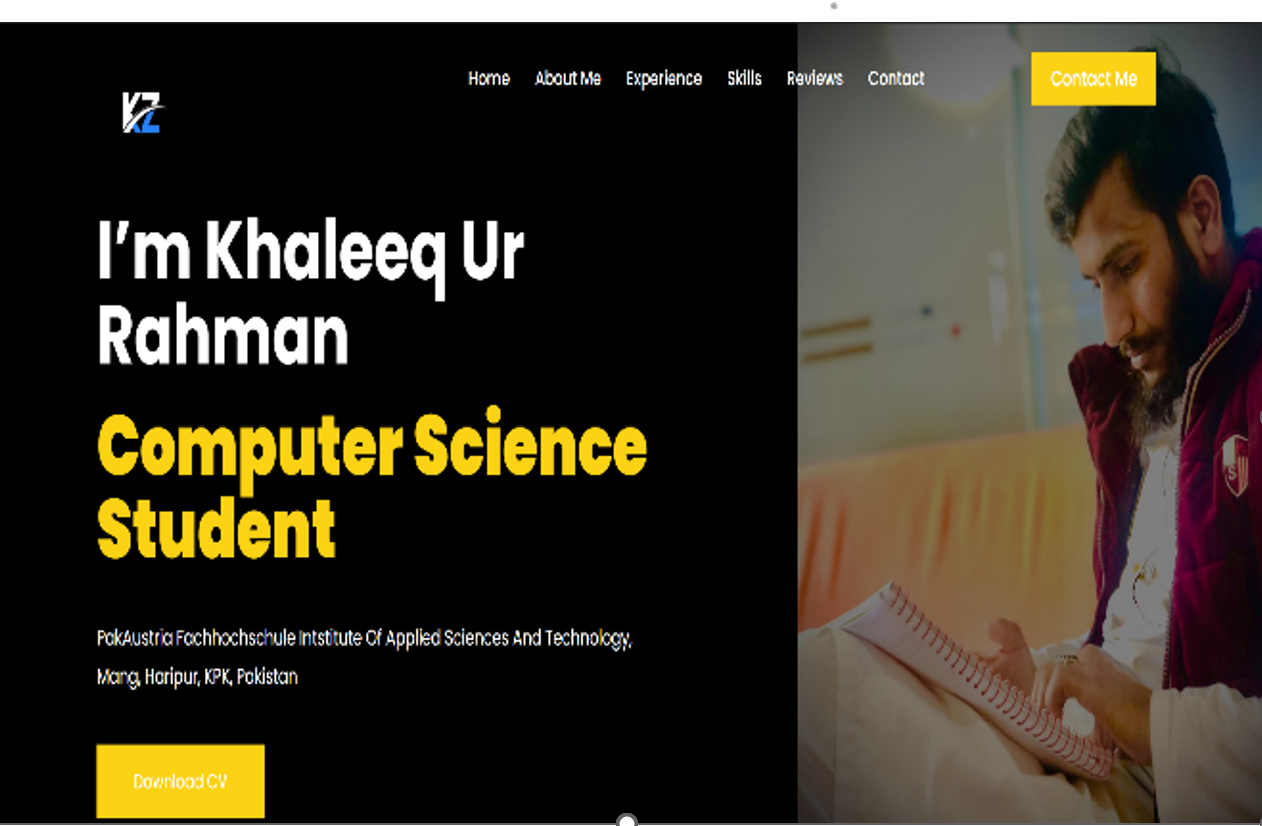 Home About Me Experience Skills Reviews Contact Contact Me
KZ
I’m Khaleeq Ur
Rahman
Computer Science
Student
PakAustria Fachhochschule Intstitute Of Applied Sciences And Technology,
Mang, Haripur, KPK, Pakistan
Download CV
S